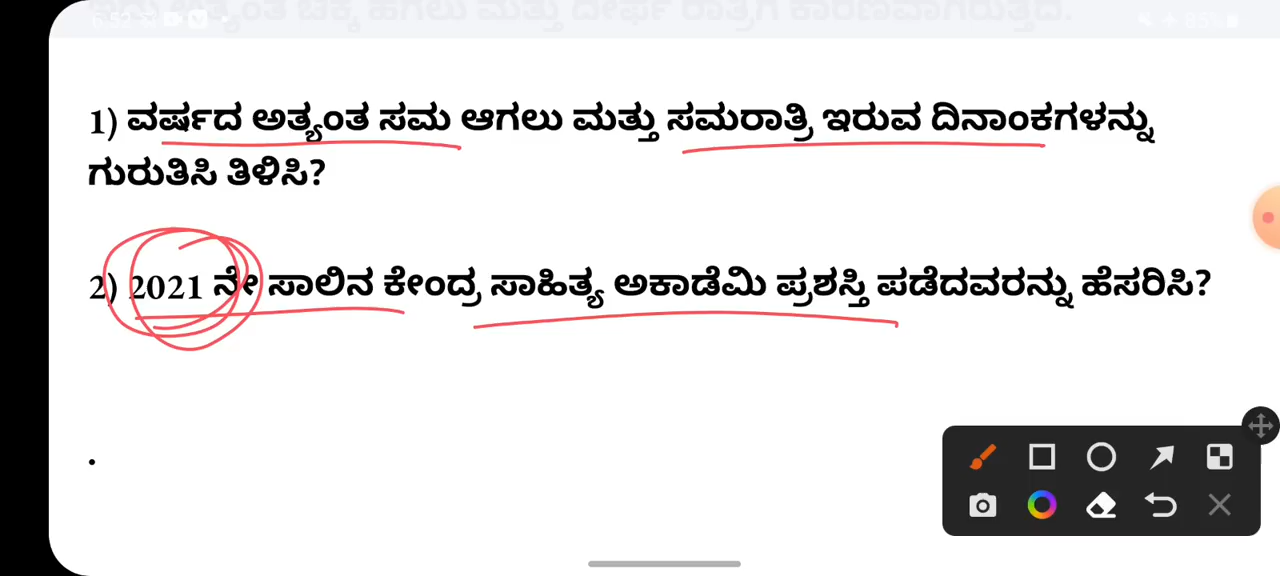 1) ವರ್ಷದ ಅತ್ಯಂತ ಸಮ ಆಗಲು ಮತ್ತು ಸಮರಾತ್ರಿ ಇರುವ ದಿನಾಂಕಗಳನ್ನು
ಗುರುತಿಸಿ ತಿಳಿಸಿ?
2) 2021 ನೇ ಸಾಲಿನ ಕೇಂದ್ರ ಸಾಹಿತ್ಯ ಅಕಾಡೆಮಿ ಪ್ರಶಸ್ತಿ ಪಡೆದವರನ್ನು ಹೆಸರಿಸಿ?
.